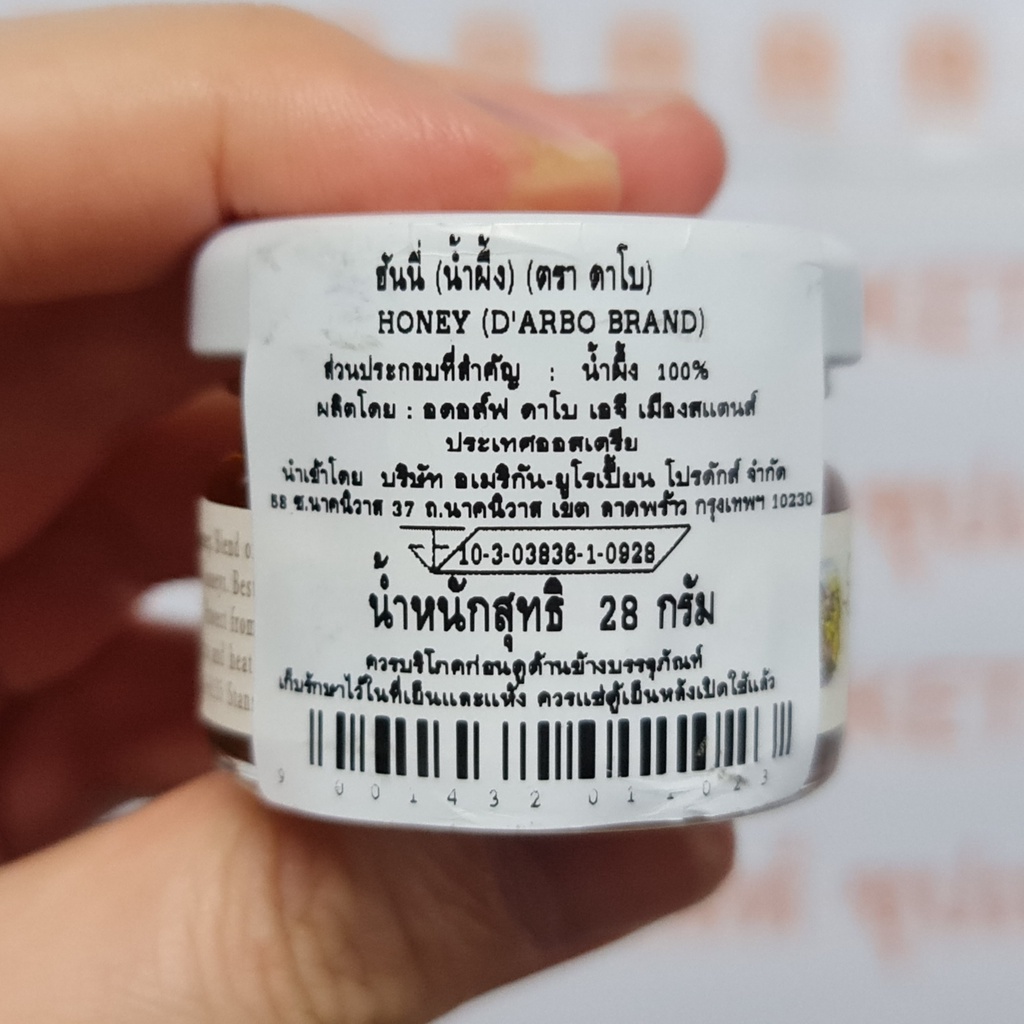 ฮันนี่ (น้ำผึ้ง) (ตรา ดาโบ)
HONEY (D'ARBO BRAND)
ส่วนประกอบที่สำคัญ : น้ำผึ้ง 100%
ผลิตโดย : อดอล์ฟ ดาโบ เอจี เมืองสแตนส์
ประเทศออสเตรีย
นำเข้าโดย บริษัท อเมริกัน-ยูโรเปี้ยน โปรดักส์ จำกัด
88 ซ.นาคนิวาส 37 ถ.นาคนิวาส เขต ลาดพร้าว กรุงเทพฯ 10230
10-3-03836-1-0928
น้ำหนักสุทธิ 28 กรัม
ควรบริโภคก่อนดูด้านข้างบรรจุภัณฑ์
เก็บรักษาไว้ในที่เย็นและแห้ง ควรแช่ตู้เย็นหลังเปิดใช้แล้ว
9 001432 011023
Blend
Best
from
and heat